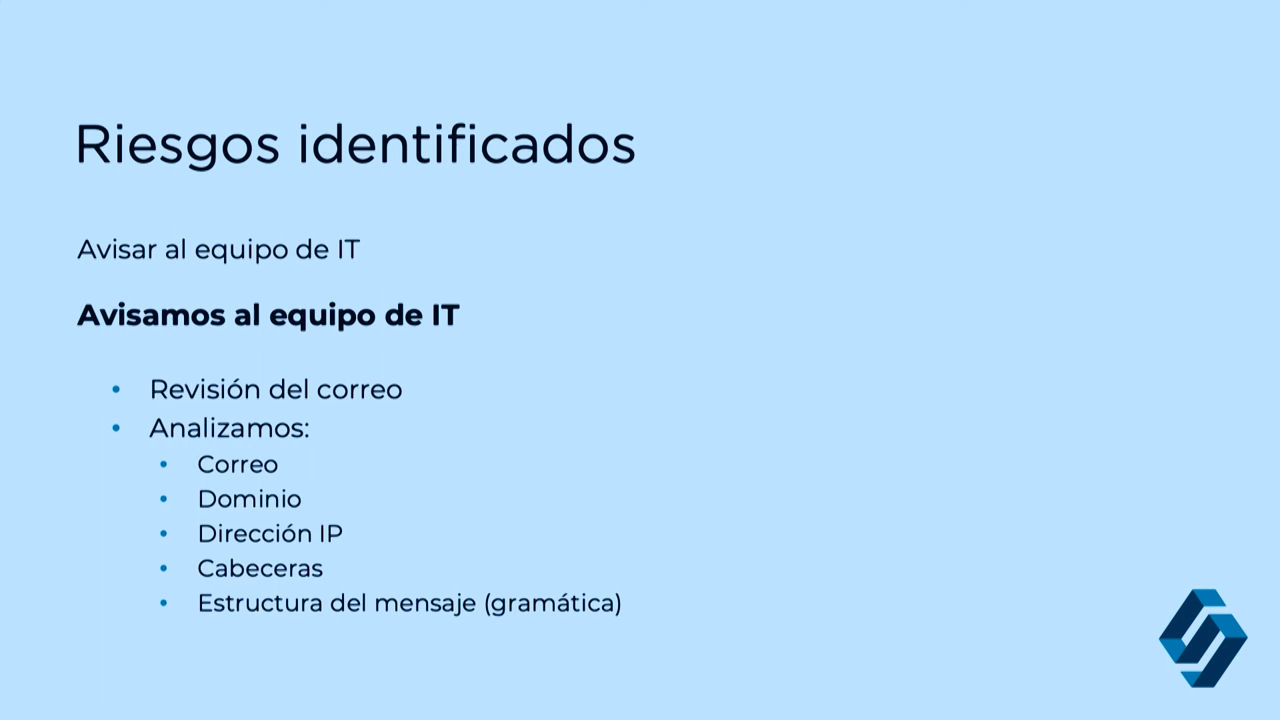 Riesgos identificados
Avisar al equipo de IT
Avisamos al equipo de IT
• Revisión del correo
• Analizamos:
• Correo
• Dominio
• Dirección IP
• Cabeceras
• Estructura del mensaje (gramática)